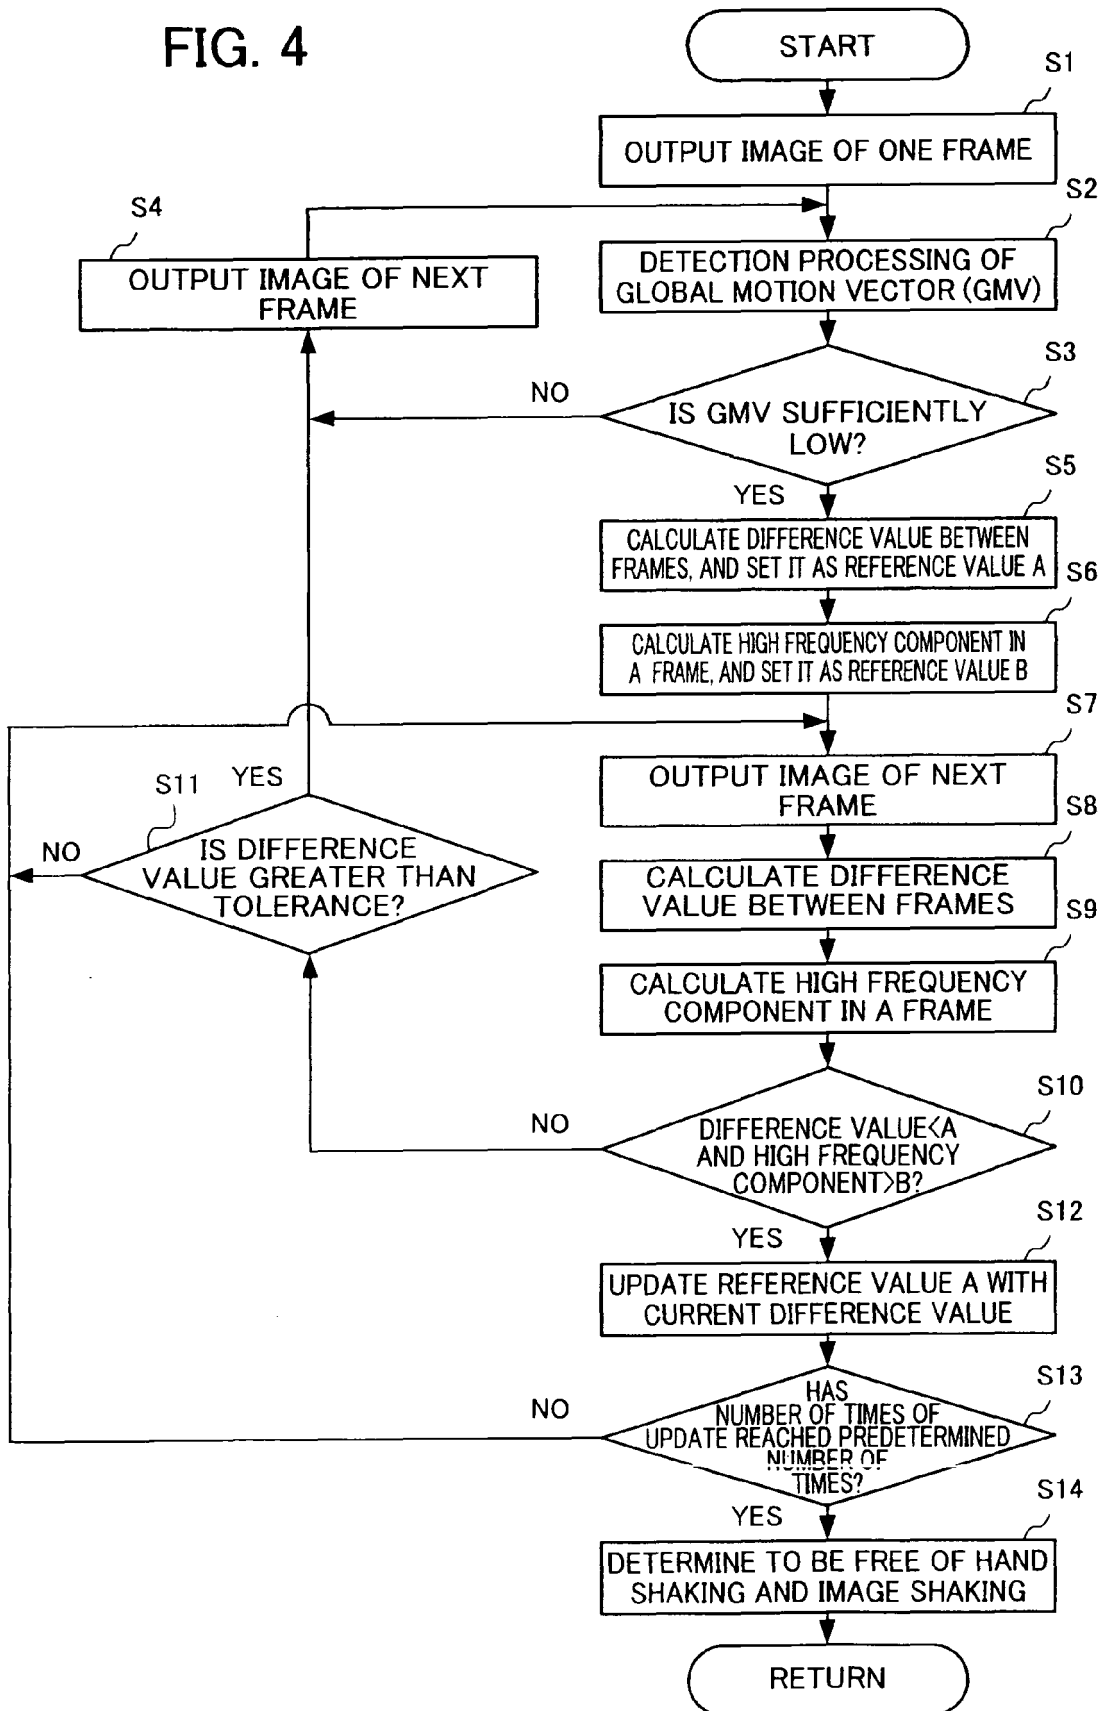 FIG. 4
START
S1
OUTPUT IMAGE OF ONE FRAME
S2
DETECTION PROCESSING OF
GLOBAL MOTION VECTOR (GMV)
S4
OUTPUT IMAGE OF NEXT
FRAME
S3
IS GMV SUFFICIENTLY
LOW?
NO
YES
S5
CALCULATE DIFFERENCE VALUE BETWEEN
FRAMES, AND SET IT AS REFERENCE VALUE A
S6
CALCULATE HIGH FREQUENCY COMPONENT IN
A FRAME, AND SET IT AS REFERENCE VALUE B
S7
OUTPUT IMAGE OF NEXT
FRAME
S8
CALCULATE DIFFERENCE
VALUE BETWEEN FRAMES
S9
CALCULATE HIGH FREQUENCY
COMPONENT IN A FRAME
S10
DIFFERENCE VALUE<A
AND HIGH FREQUENCY
COMPONENT>B?
NO
YES
S11
YES
NO
IS DIFFERENCE
VALUE GREATER THAN
TOLERANCE?
S12
UPDATE REFERENCE VALUE A WITH
CURRENT DIFFERENCE VALUE
S13
HAS
NUMBER OF TIMES OF
UPDATE REACHED PREDETERMINED
NUMBER OF
TIMES?
NO
YES
S14
DETERMINE TO BE FREE OF HAND
SHAKING AND IMAGE SHAKING
RETURN